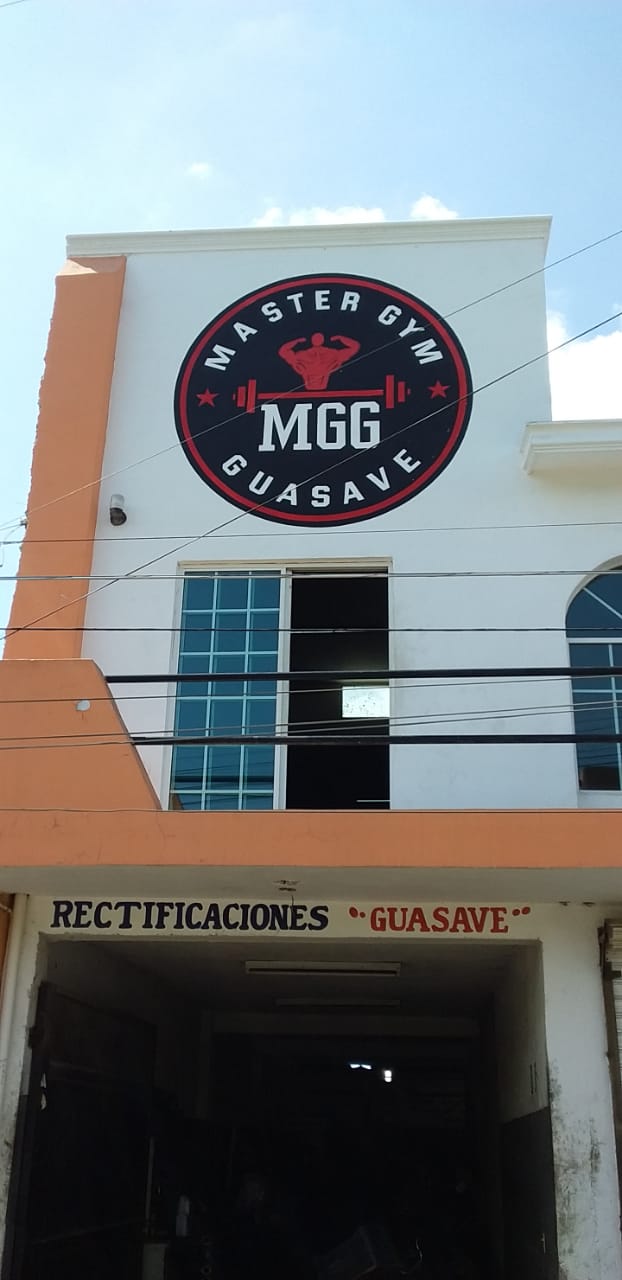 MASTER GYM
MGG
GUASAVE
RECTIFICACIONES "GUASAVE"